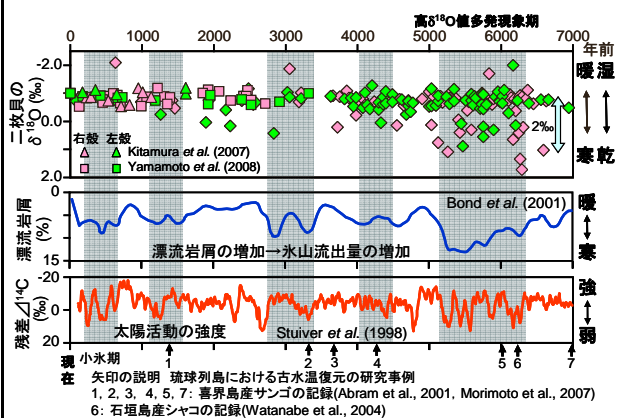 高δ18O値多発現象期
0 1000 2000 3000 4000 5000 6000 7000
年前
暖 湿
寒 乾
二枚貝の
δ18O (‰)
-2.0
0.0
2.0
2‰
右殻 左殻
Kitamura et al. (2007)
Yamamoto et al. (2008)
漂流岩屑
(%)
0
15
Bond et al. (2001)
漂流岩屑の増加→氷山流出量の増加
暖
寒
残差⊿14C
(‰)
-20
0
20
太陽活動の強度
Stuiver et al. (1998)
強
弱
現在
小氷期
1 2 3 4 5 6 7
矢印の説明 琉球列島における古水温復元の研究事例
1, 2, 3, 4, 5, 7: 喜界島産サンゴの記録(Abram et al., 2001, Morimoto et al., 2007)
6: 石垣島産シャコの記録(Watanabe et al., 2004)